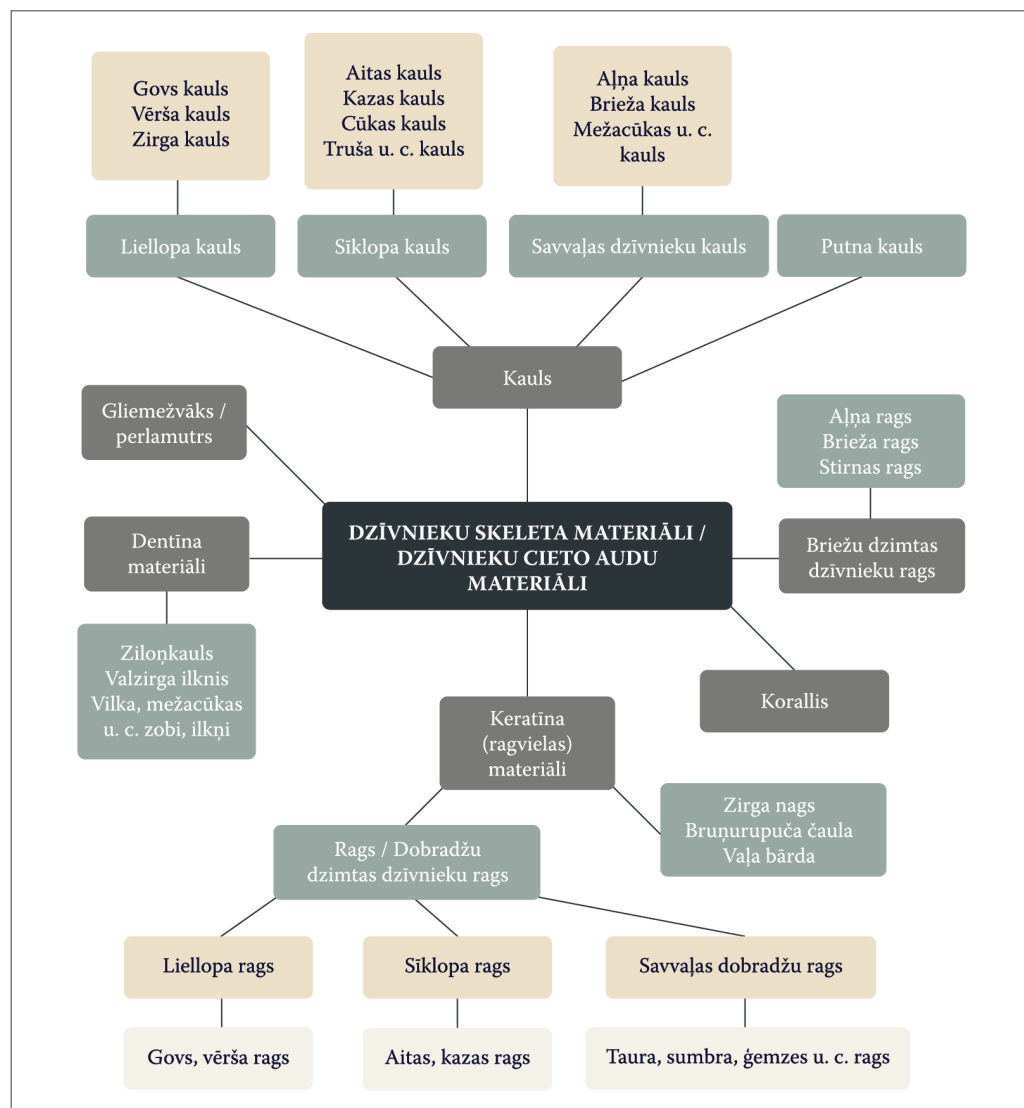 Govs kauls
Vērša kauls
Zirga kauls
Aitas kauls
Kazas kauls
Cūkas kauls
Truša u. c. kauls
Aļņa kauls
Brieža kauls
Mežacūkas u. c.
kauls
Liellopa kauls
Sīklopa kauls
Savvaļas dzīvnieku kauls
Putna kauls
Kauls
Gliemežvāks /
perlamutrs
Aļņa rags
Brieža rags
Stirnas rags
DZĪVNIEKU SKELETA MATERIĀLI /
DZĪVNIEKU CIETO AUDU
MATERIĀLI
Dentīna
materiāli
Briežu dzimtas
dzīvnieku rags
Ziloņkauls
Valzirga ilknis
Vilka, mežacūkas
u. c. zobi, ilkņi
Korallis
Keratīna
(ragvielas)
materiāli
Zirga nags
Bruņurupuča čaula
Vaļa bārda
Rags / Dobradžu
dzimtas dzīvnieku rags
Liellopa rags
Sīklopa rags
Savvaļas dobradžu rags
Govs, vērša rags
Aitas, kazas rags
Taura, sumbra, ģemzes u. c. rags